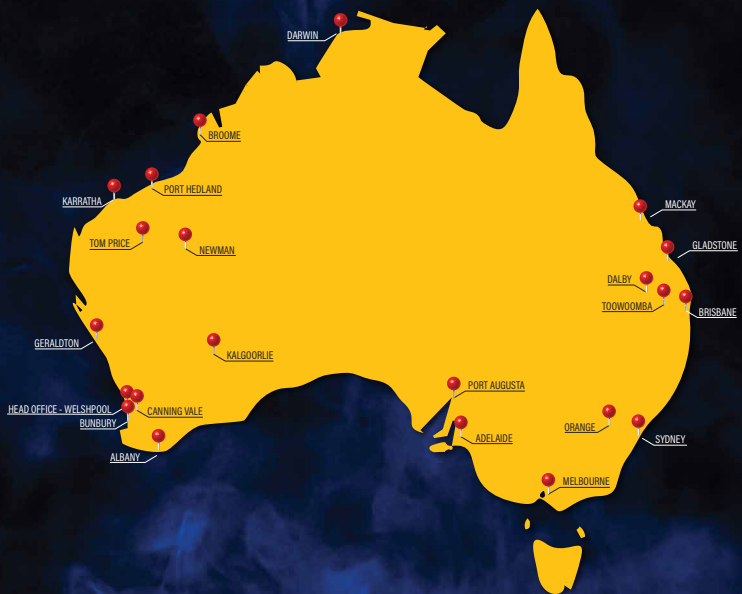 DARWIN
BROOME
PORT HEDLAND
KARRATHA
MACKAY
TOM PRICE
NEWMAN
GLADSTONE
DALBY
TOOWOOMBA
BRISBANE
GERALDTON
KALGOORLIE
PORT AUGUSTA
HEAD OFFICE - WELSHPOOL
CANNING VALE
BUNBURY
ORANGE
ADELAIDE
SYDNEY
ALBANY
MELBOURNE